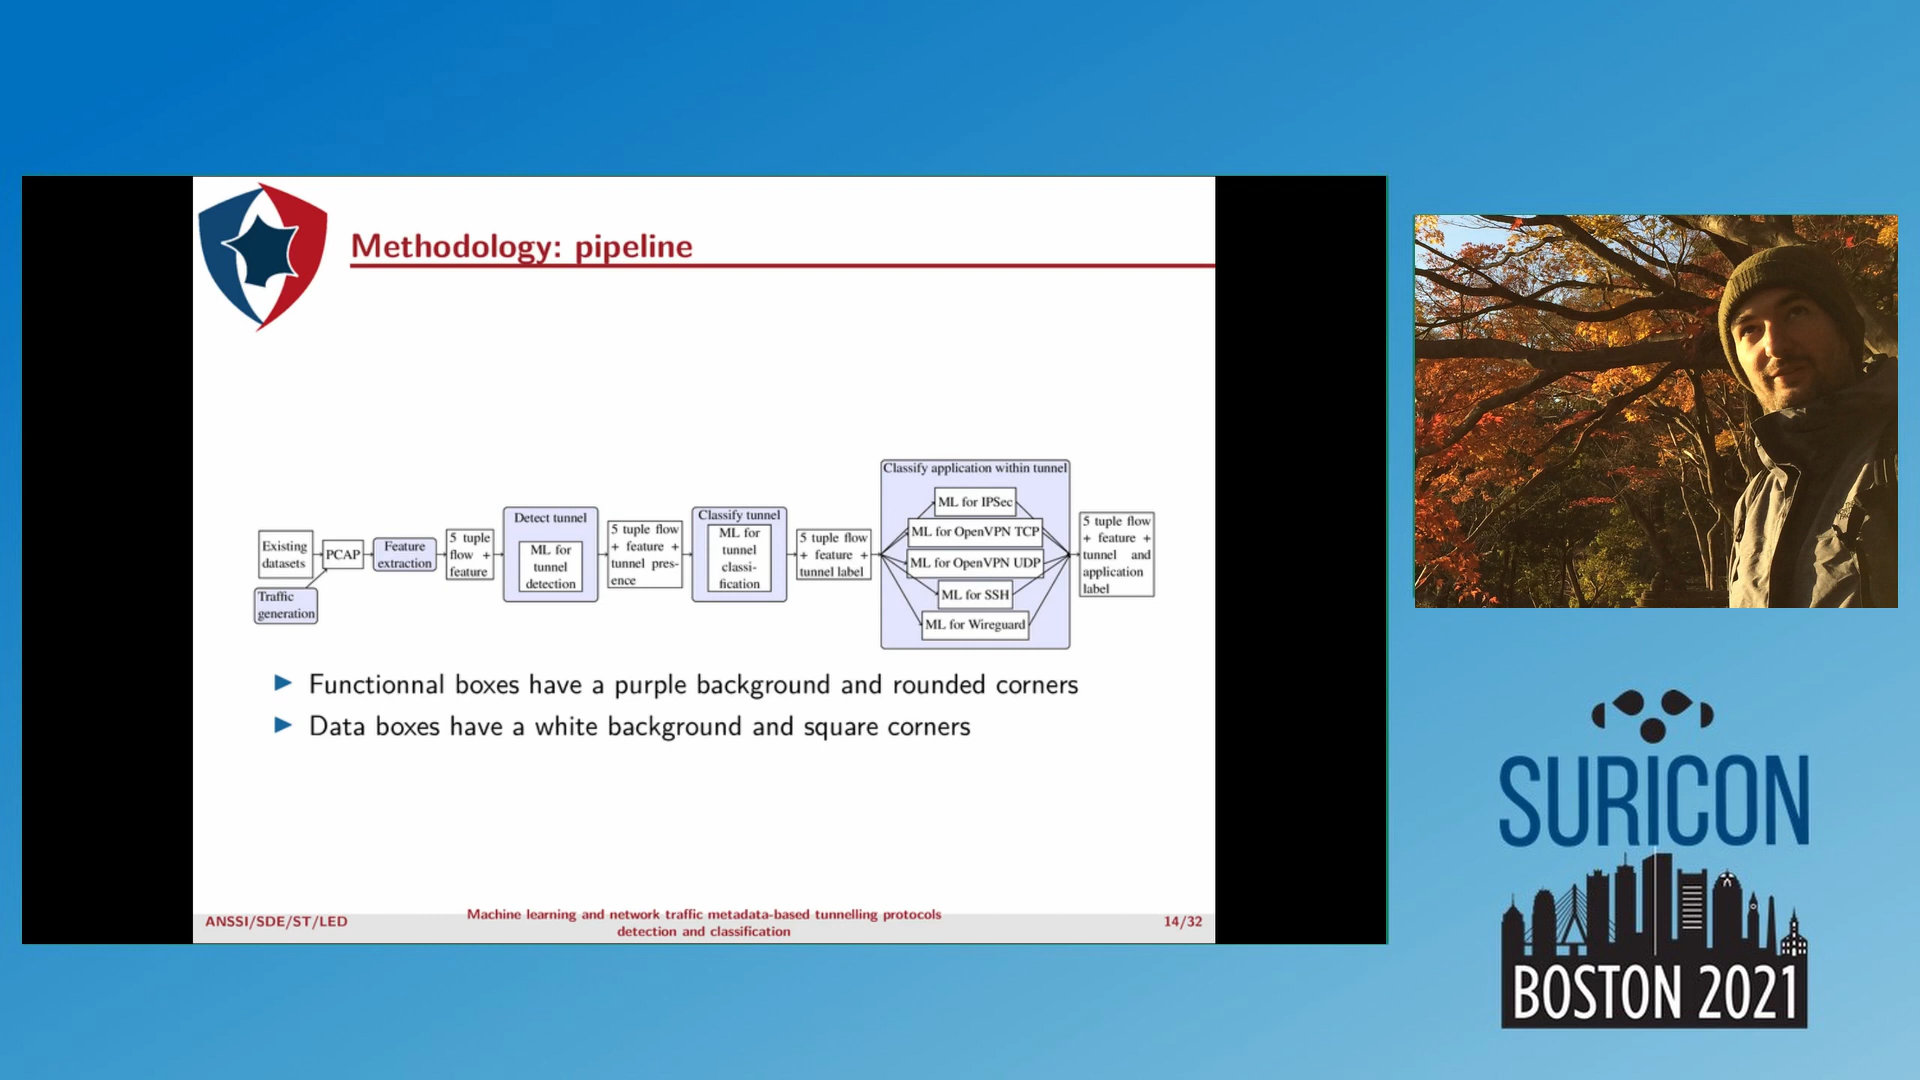 Methodology: pipeline
Existing
datasets
Traffic
generation
PCAP
Feature
extraction
5 tuple
flow +
feature
Detect tunnel
ML for
tunnel
detection
5 tuple flow
+ feature +
tunnel pres-
ence
Classify tunnel
ML for
tunnel
classi-
fication
5 tuple flow
+ feature +
tunnel label
Classify application within tunnel
ML for IPSec
ML for OpenVPN TCP
ML for OpenVPN UDP
ML for SSH
ML for Wireguard
5 tuple flow
+ feature +
tunnel and
application
label
Functionnal boxes have a purple background and rounded corners
Data boxes have a white background and square corners
ANSSI/SDE/ST/LED
Machine learning and network traffic metadata-based tunnelling protocols
detection and classification
14/32
SURICON
BOSTON 2021